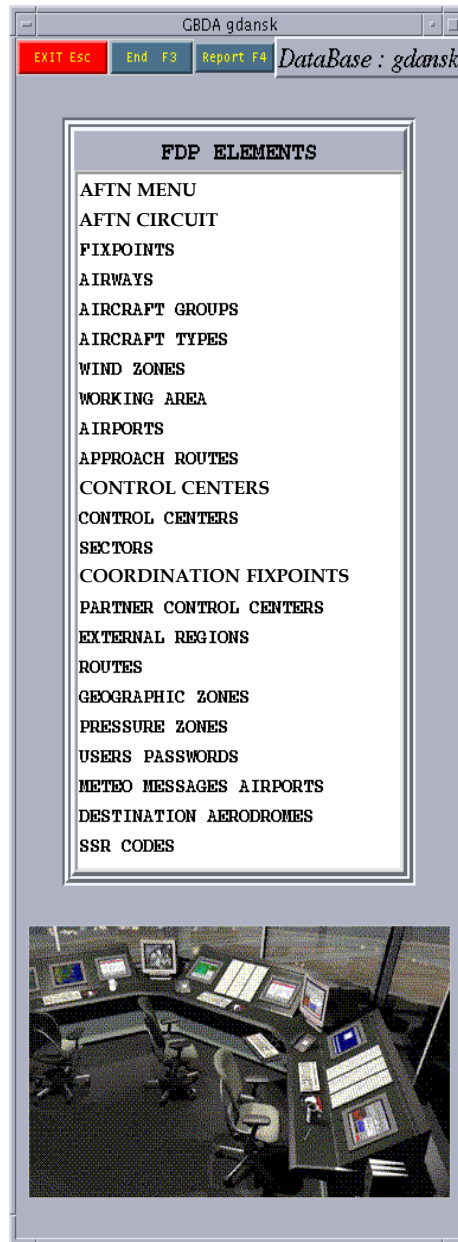 GBDA gdansk
EXIT Esc End F3 Report F4 DataBase : gdansk
FDP ELEMENTS
AFTN MENU
AFTN CIRCUIT
FIXPOINTS
AIRWAYS
AIRCRAFT GROUPS
AIRCRAFT TYPES
WIND ZONES
WORKING AREA
AIRPORTS
APPROACH ROUTES
CONTROL CENTERS
CONTROL CENTERS
SECTORS
COORDINATION FIXPOINTS
PARTNER CONTROL CENTERS
EXTERNAL REGIONS
ROUTES
GEOGRAPHIC ZONES
PRESSURE ZONES
USERS PASSWORDS
METEO MESSAGES AIRPORTS
DESTINATION AERODROMES
SSR CODES